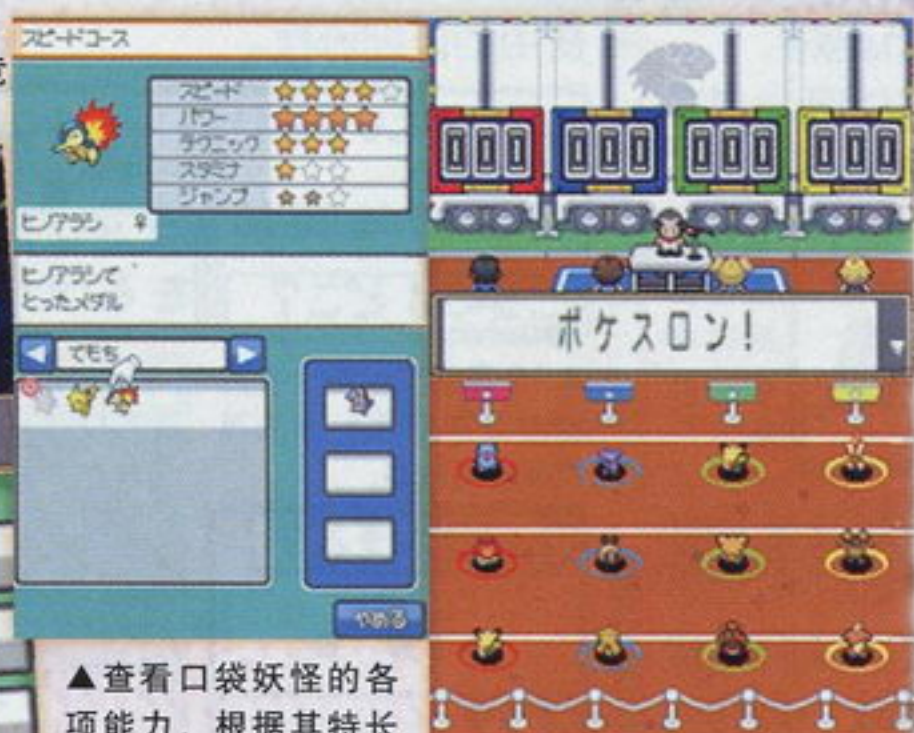 スピードコース
スピード
パワー
テクニック
スタミナ
ジャンプ
ヒノアラシ ♀
ヒノアラシで
とったメダル
てもち
やめる
000 000 000 000
ポケスロン!
▲查看口袋妖怪的各
项能力,根据其特长